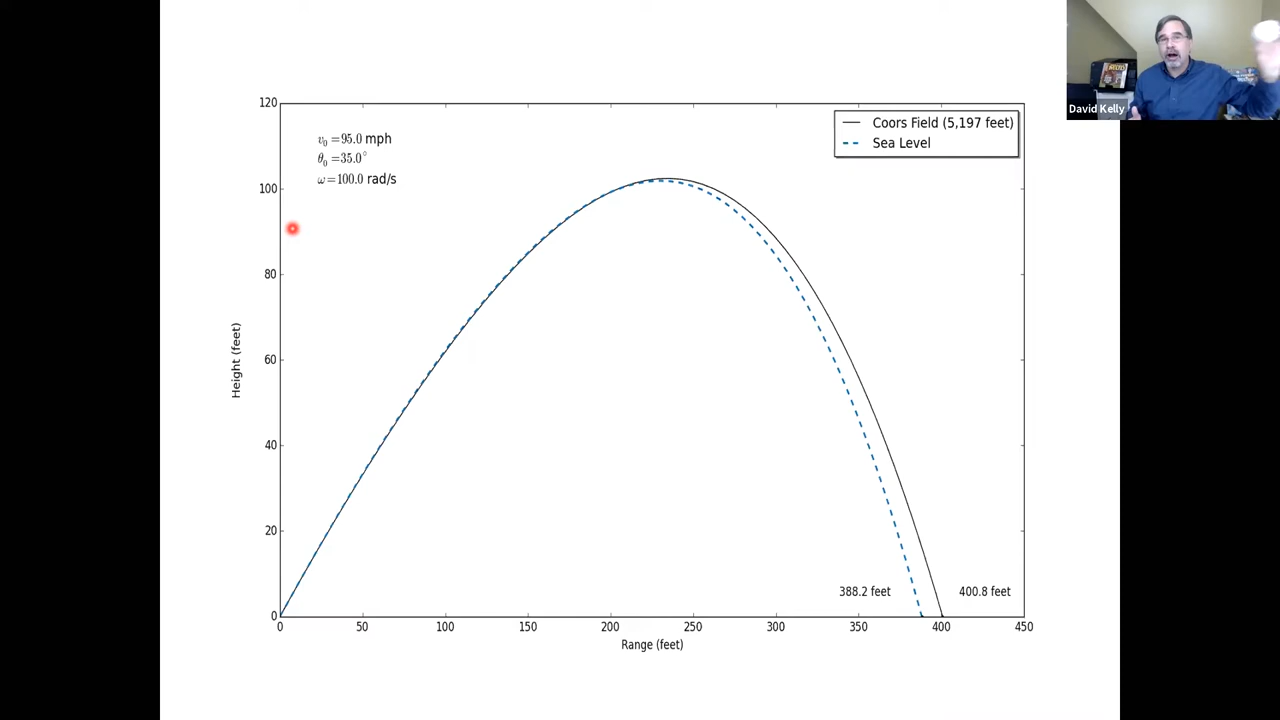 David Kelly
120
100
80
60
40
20
0
Height (feet)
v₀ = 95.0 mph
θ₀ = 35.0°
ω = 100.0 rad/s
Coors Field (5,197 feet)
Sea Level
388.2 feet
400.8 feet
0 50 100 150 200 250 300 350 400 450
Range (feet)